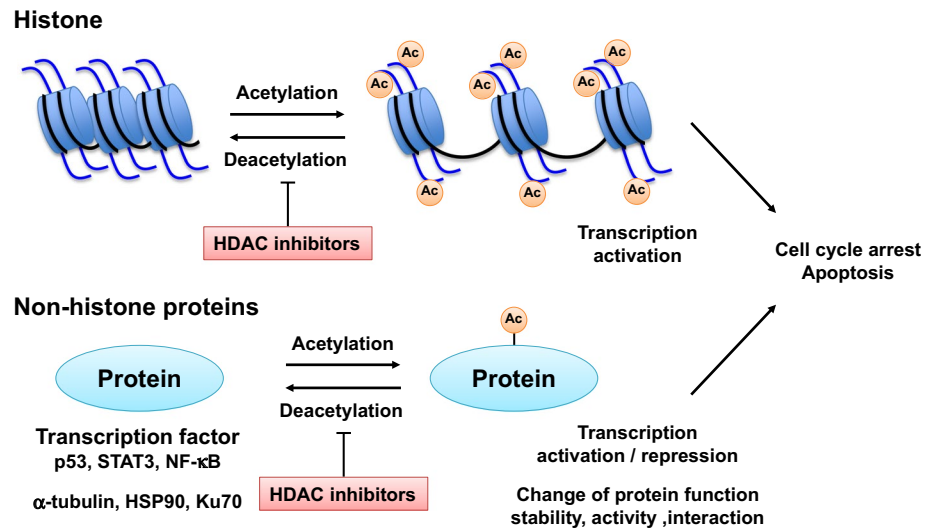 Histone
Ac
Ac
Ac
Ac
Ac
Ac
Acetylation
Deacetylation
Ac
Ac
Ac
HDAC inhibitors
Transcription
activation
Cell cycle arrest
Apoptosis
Non-histone proteins
Ac
Acetylation
Protein
Protein
Deacetylation
Transcription factor
p53, STAT3, NF-κB
α-tubulin, HSP90, Ku70
HDAC inhibitors
Transcription
activation / repression
Change of protein function
stability, activity ,interaction